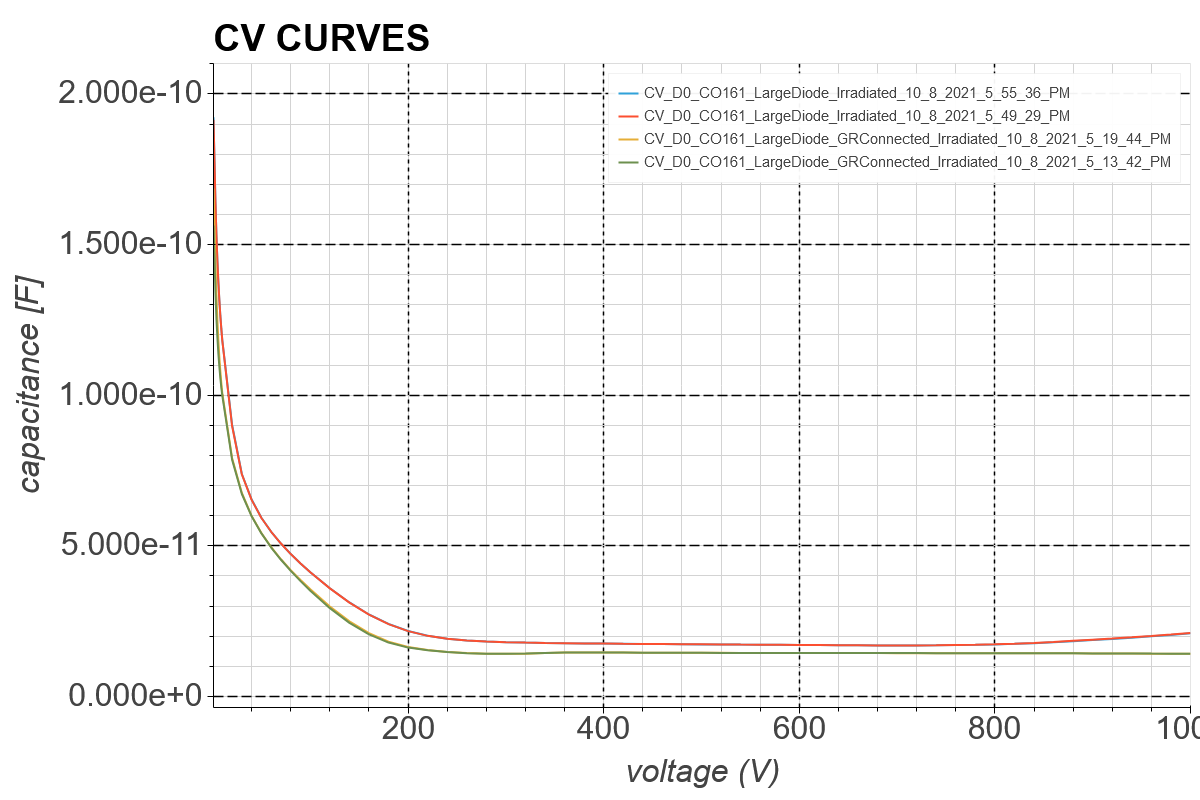 CV CURVES
2.000e-10
1.500e-10
1.000e-10
5.000e-11
0.000e+0
capacitance [F]
CV_D0_CO161_LargeDiode_Irradiated_10_8_2021_5_55_36_PM
CV_D0_CO161_LargeDiode_Irradiated_10_8_2021_5_49_29_PM
CV_D0_CO161_LargeDiode_GRConnected_Irradiated_10_8_2021_5_19_44_PM
CV_D0_CO161_LargeDiode_GRConnected_Irradiated_10_8_2021_5_13_42_PM
200 400 600 800 100
voltage (V)